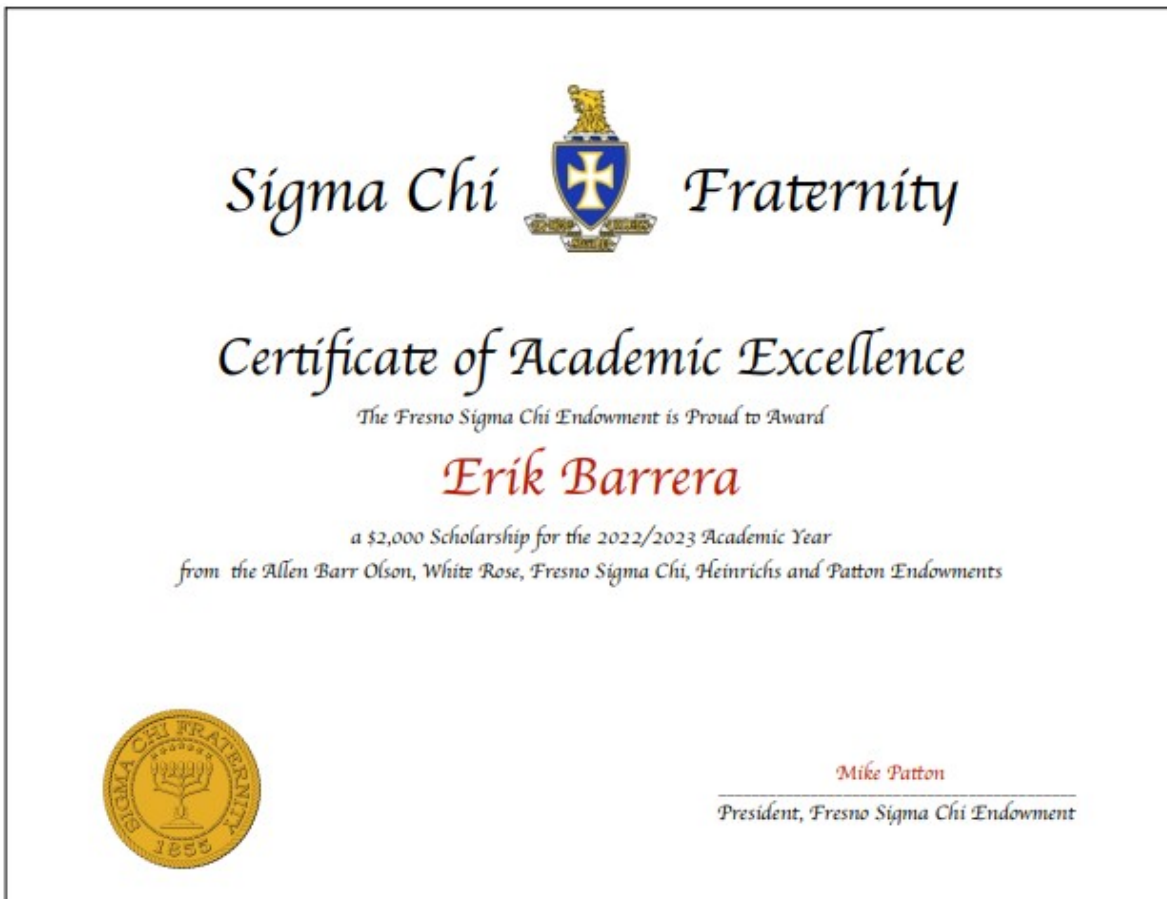 Sigma Chi Fraternity
Certificate of Academic Excellence
The Fresno Sigma Chi Endowment is Proud to Award
Erik Barrera
a $2,000 Scholarship for the 2022/2023 Academic Year
from the Allen Barr Olson, White Rose, Fresno Sigma Chi, Heinrichs and Patton Endowments
SIGMA CHI FRATERNITY
1855
Mike Patton
President, Fresno Sigma Chi Endowment